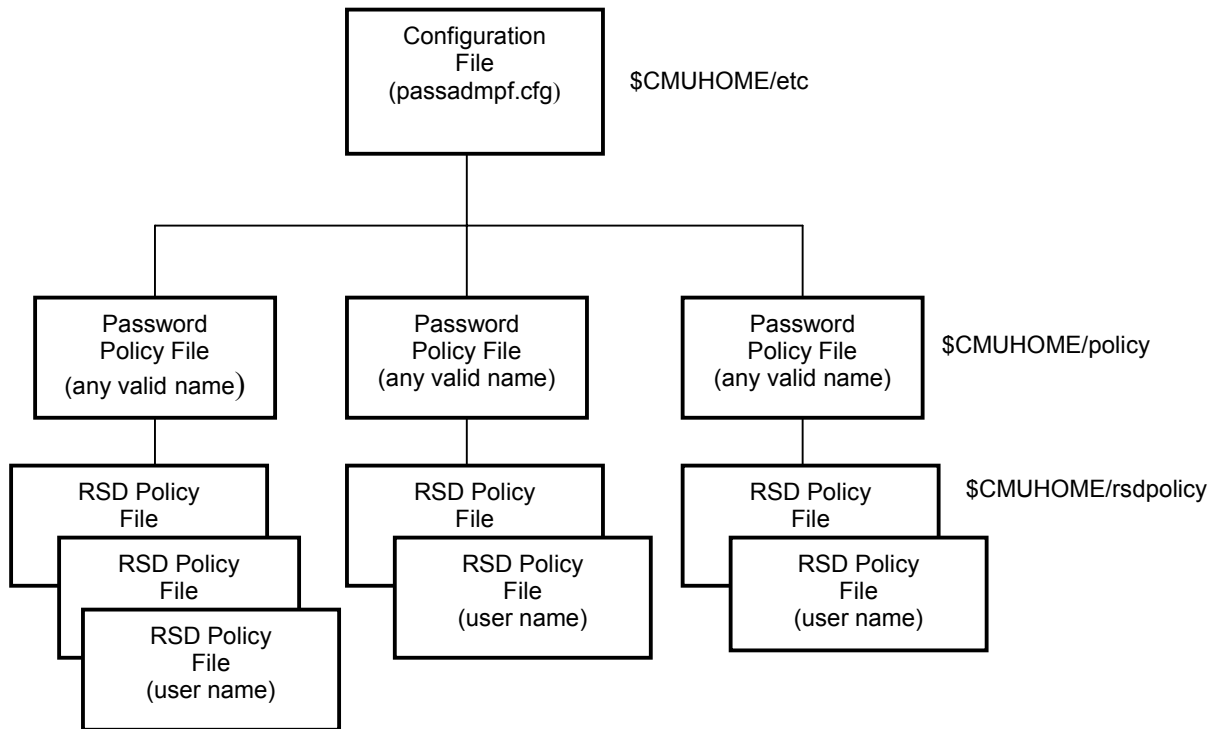 Configuration
File
(passadmpf.cfg)
$CMUHOME/etc
Password
Policy File
(any valid name)
Password
Policy File
(any valid name)
Password
Policy File
(any valid name)
$CMUHOME/policy
RSD Policy
File
RSD Policy
File
RSD Policy
File
(user name)
RSD Policy
File
RSD Policy
File
(user name)
RSD Policy
File
RSD Policy
File
(user name)
$CMUHOME/rsdpolicy